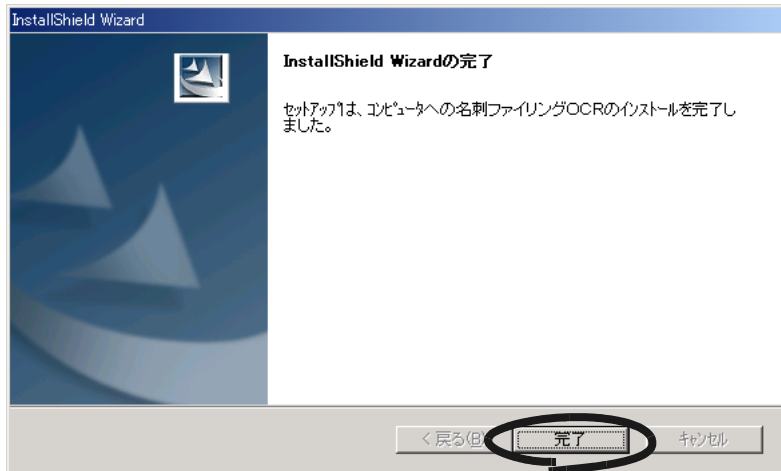 InstallShield Wizard
InstallShield Wizardの完了
セットアップは、コンピュータへの名刺ファイリングOCRのインストールを完了し
ました。
< 戻る(B)
完了
キャンセル